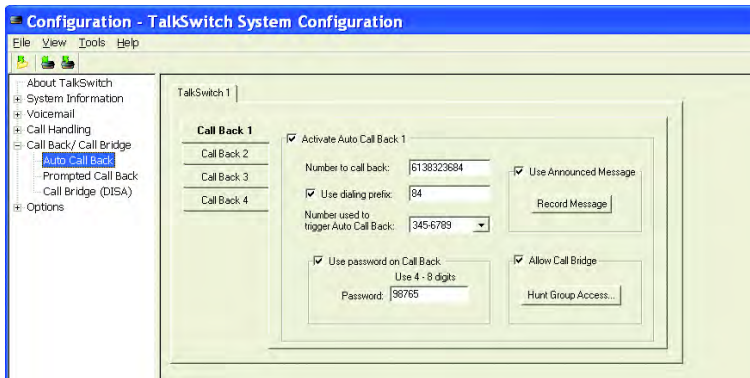 Configuration - TalkSwitch System Configuration
File View Tools Help
About TalkSwitch
System Information
Voicemail
Call Handling
Call Back/ Call Bridge
Auto Call Back
Prompted Call Back
Call Bridge (DISA)
Options
TalkSwitch 1
Call Back 1
Call Back 2
Call Back 3
Call Back 4
Activate Auto Call Back 1
Number to call back: 6138323684
Use dialing prefix: 84
Number used to
trigger Auto Call Back: 345-6789
Use Announced Message
Record Message
Use password on Call Back
Use 4 - 8 digits
Password: 98765
Allow Call Bridge
Hunt Group Access...